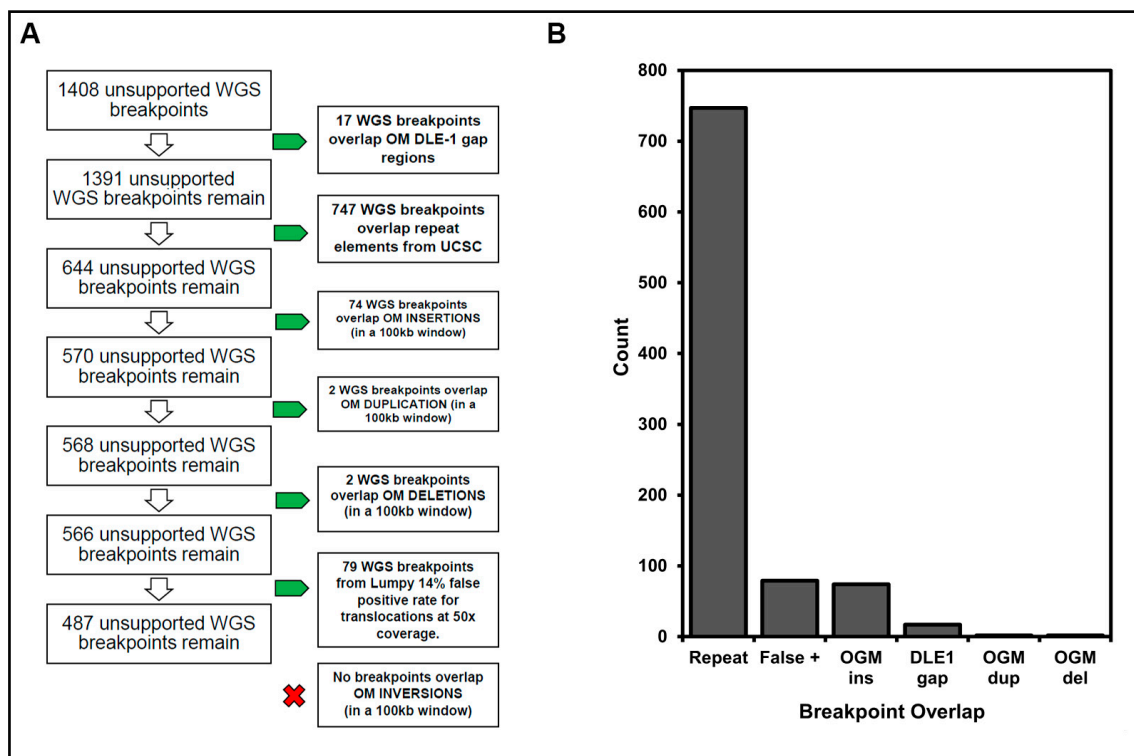 A
1408 unsupported WGS
breakpoints
17 WGS breakpoints
overlap OM DLE-1 gap
regions
1391 unsupported
WGS breakpoints remain
747 WGS breakpoints
overlap repeat
elements from UCSC
644 unsupported WGS
breakpoints remain
74 WGS breakpoints
overlap OM INSERTIONS
(in a 100kb window)
570 unsupported WGS
breakpoints remain
2 WGS breakpoints overlap
OM DUPLICATION (in a
100kb window)
568 unsupported WGS
breakpoints remain
2 WGS breakpoints
overlap OM DELETIONS
(in a 100kb window)
566 unsupported WGS
breakpoints remain
79 WGS breakpoints
from Lumpy 14% false
positive rate for
translocations at 50x
coverage.
487 unsupported WGS
breakpoints remain
No breakpoints overlap
OM INVERSIONS
(in a 100kb window)
B
800
700
600
500
400
300
200
100
0
Count
Repeat
False +
OGM
ins
DLE1
gap
OGM
dup
OGM
del
Breakpoint Overlap